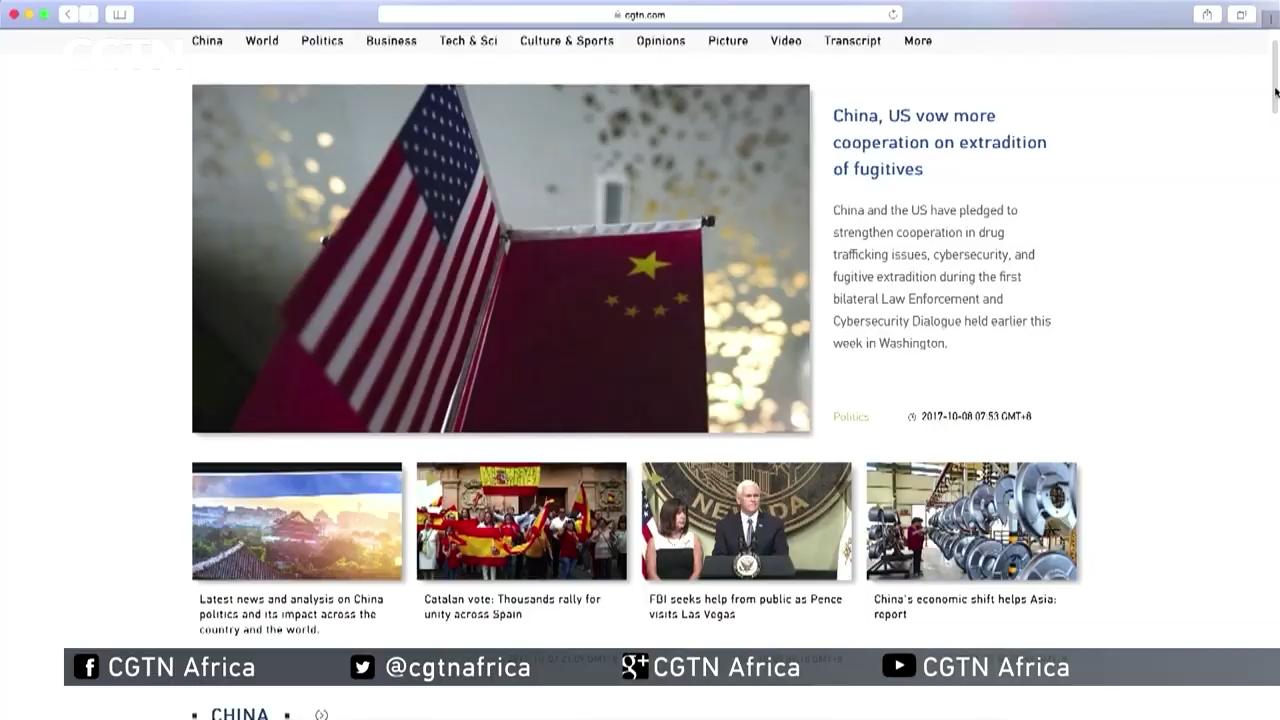 cgtn.com
CGTN
China World Politics Business Tech & Sci Culture & Sports Opinions Picture Video Transcript More
China, US vow more
cooperation on extradition
of fugitives
China and the US have pledged to
strengthen cooperation in drug
trafficking issues, cybersecurity, and
fugitive extradition during the first
bilateral Law Enforcement and
Cybersecurity Dialogue held earlier this
week in Washington.
Politics 2017-10-08 07:53 GMT+8
NEVADA
Latest news and analysis on China
politics and its impact across the
country and the world.
Catalan vote: Thousands rally for
unity across Spain
FBI seeks help from public as Pence
visits Las Vegas
China's economic shift helps Asia:
report
CGTN Africa @cgtnafrica g+ CGTN Africa CGTN Africa
CHINA